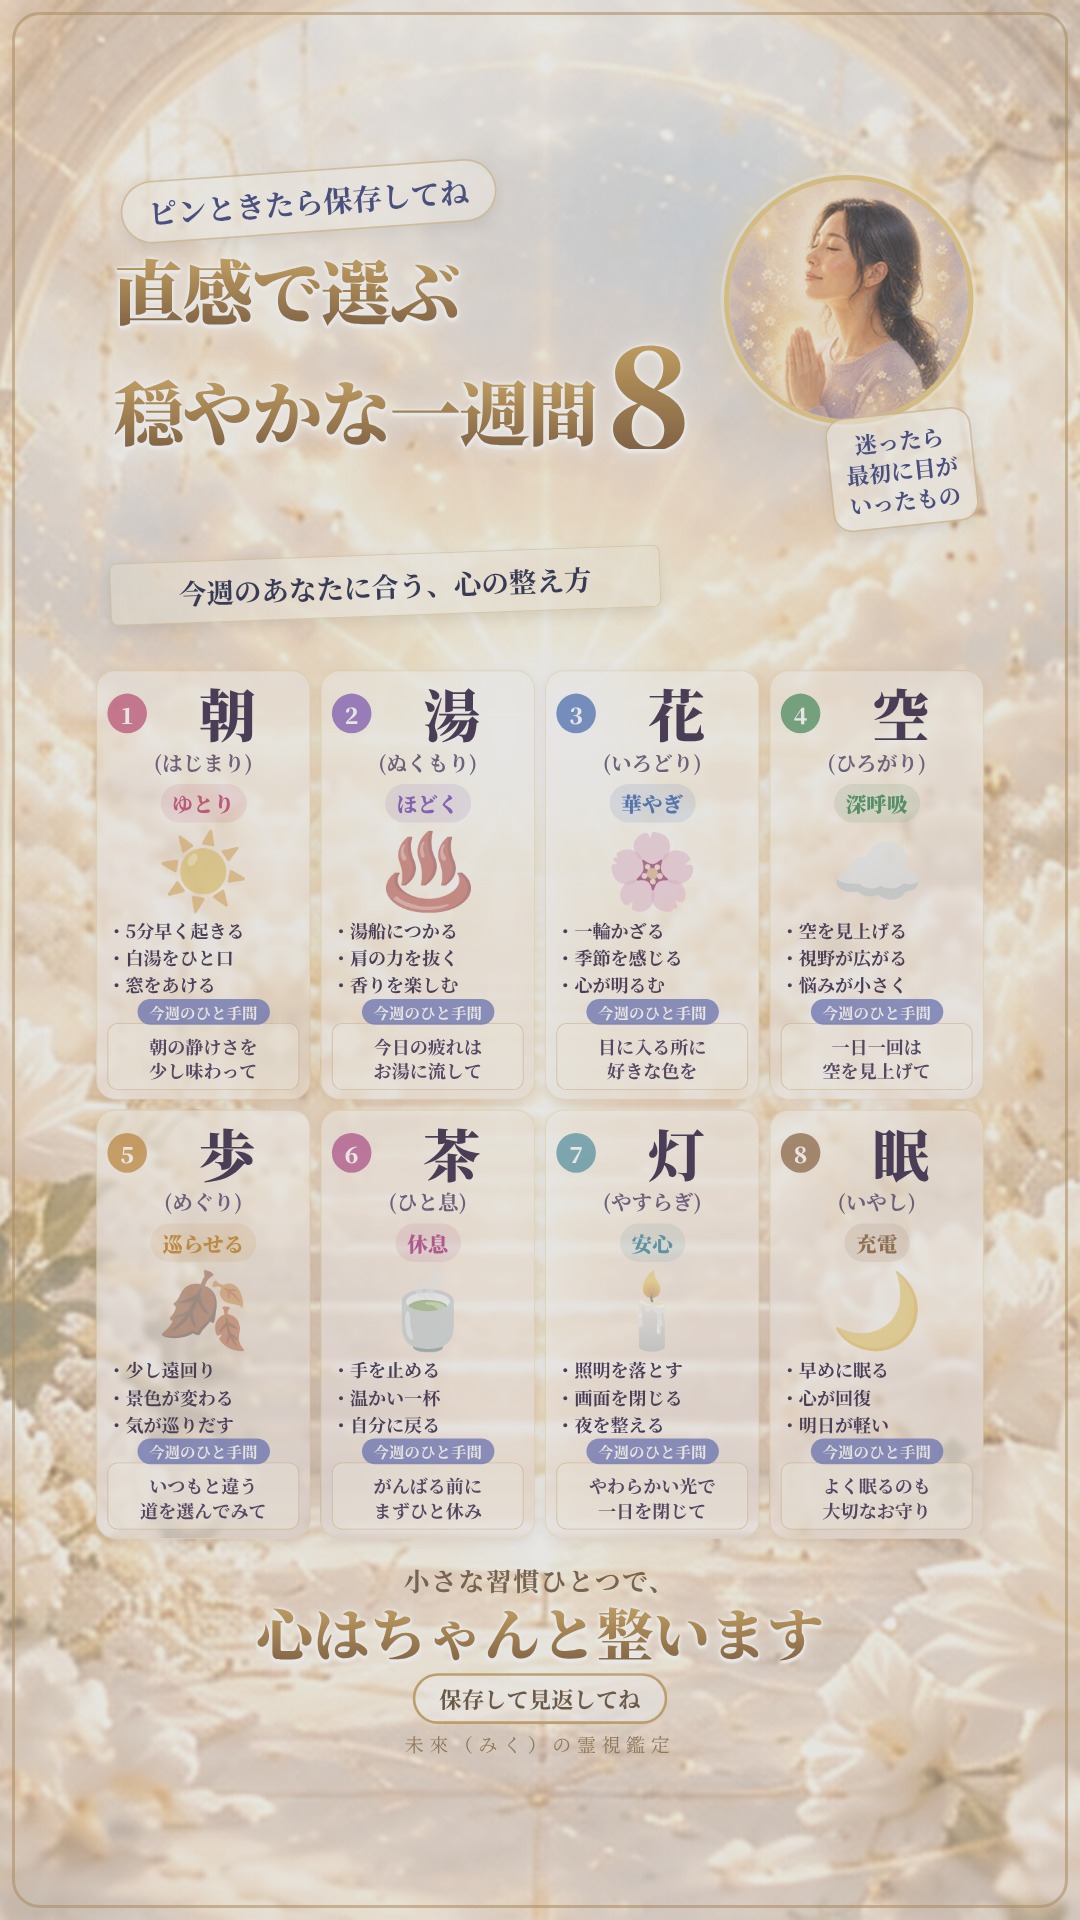 ピンときたら保存してね
直感で選ぶ
穏やかな一週間8
迷ったら
最初に目が
いったもの
今週のあなたに合う、心の整え方
1
朝
(はじまり)
ゆとり
・5分早く起きる
・白湯をひと口
・窓をあける
今週のひと手間
朝の静けさを
少し味わって
2
湯
(ぬくもり)
ほどく
・湯船につかる
・肩の力を抜く
・香りを楽しむ
今週のひと手間
今日の疲れは
お湯に流して
3
花
(いろどり)
華やぎ
・一輪かざる
・季節を感じる
・心が明るむ
今週のひと手間
目に入る所に
好きな色を
4
空
(ひろがり)
深呼吸
・空を見上げる
・視野が広がる
・悩みが小さく
今週のひと手間
一日一回は
空を見上げて
5
歩
(めぐり)
巡らせる
・少し遠回り
・景色が変わる
・気が巡りだす
今週のひと手間
いつもと違う
道を選んでみて
6
茶
(ひと息)
休息
・手を止める
・温かい一杯
・自分に戻る
今週のひと手間
がんばる前に
まずひと休み
7
灯
(やすらぎ)
安心
・照明を落とす
・画面を閉じる
・夜を整える
今週のひと手間
やわらかい光で
一日を閉じて
8
眠
(いやし)
充電
・早めに眠る
・心が回復
・明日が軽い
今週のひと手間
よく眠るのも
大切なお守り
小さな習慣ひとつで、
心はちゃんと整います
保存して見返してね
未來（みく）の霊視鑑定